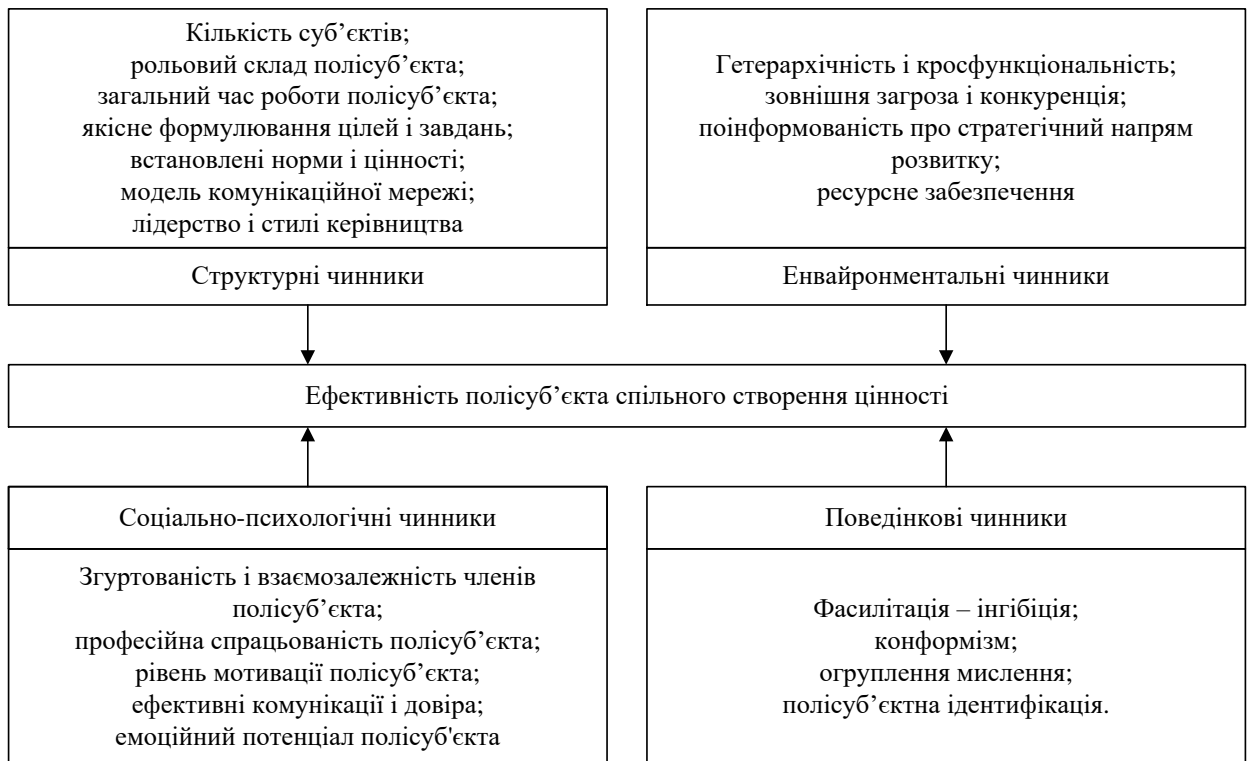 Кількість суб’єктів;
рольовий склад полісуб’єкта;
загальний час роботи полісуб’єкта;
якісне формулювання цілей і завдань;
встановлені норми і цінності;
модель комунікаційної мережі;
лідерство і стилі керівництва
Структурні чинники
Гетерархічність і кросфункціональність;
зовнішня загроза і конкуренція;
поінформованість про стратегічний напрям
розвитку;
ресурсне забезпечення
Енвайронментальні чинники
Ефективність полісуб’єкта спільного створення цінності
Соціально-психологічні чинники
Згуртованість і взаємозалежність членів
полісуб’єкта;
професійна спрацьованість полісуб’єкта;
рівень мотивації полісуб’єкта;
ефективні комунікації і довіра;
емоційний потенціал полісуб'єкта
Поведінкові чинники
Фасилітація – інгібіція;
конформізм;
огруплення мислення;
полісуб’єктна ідентифікація.